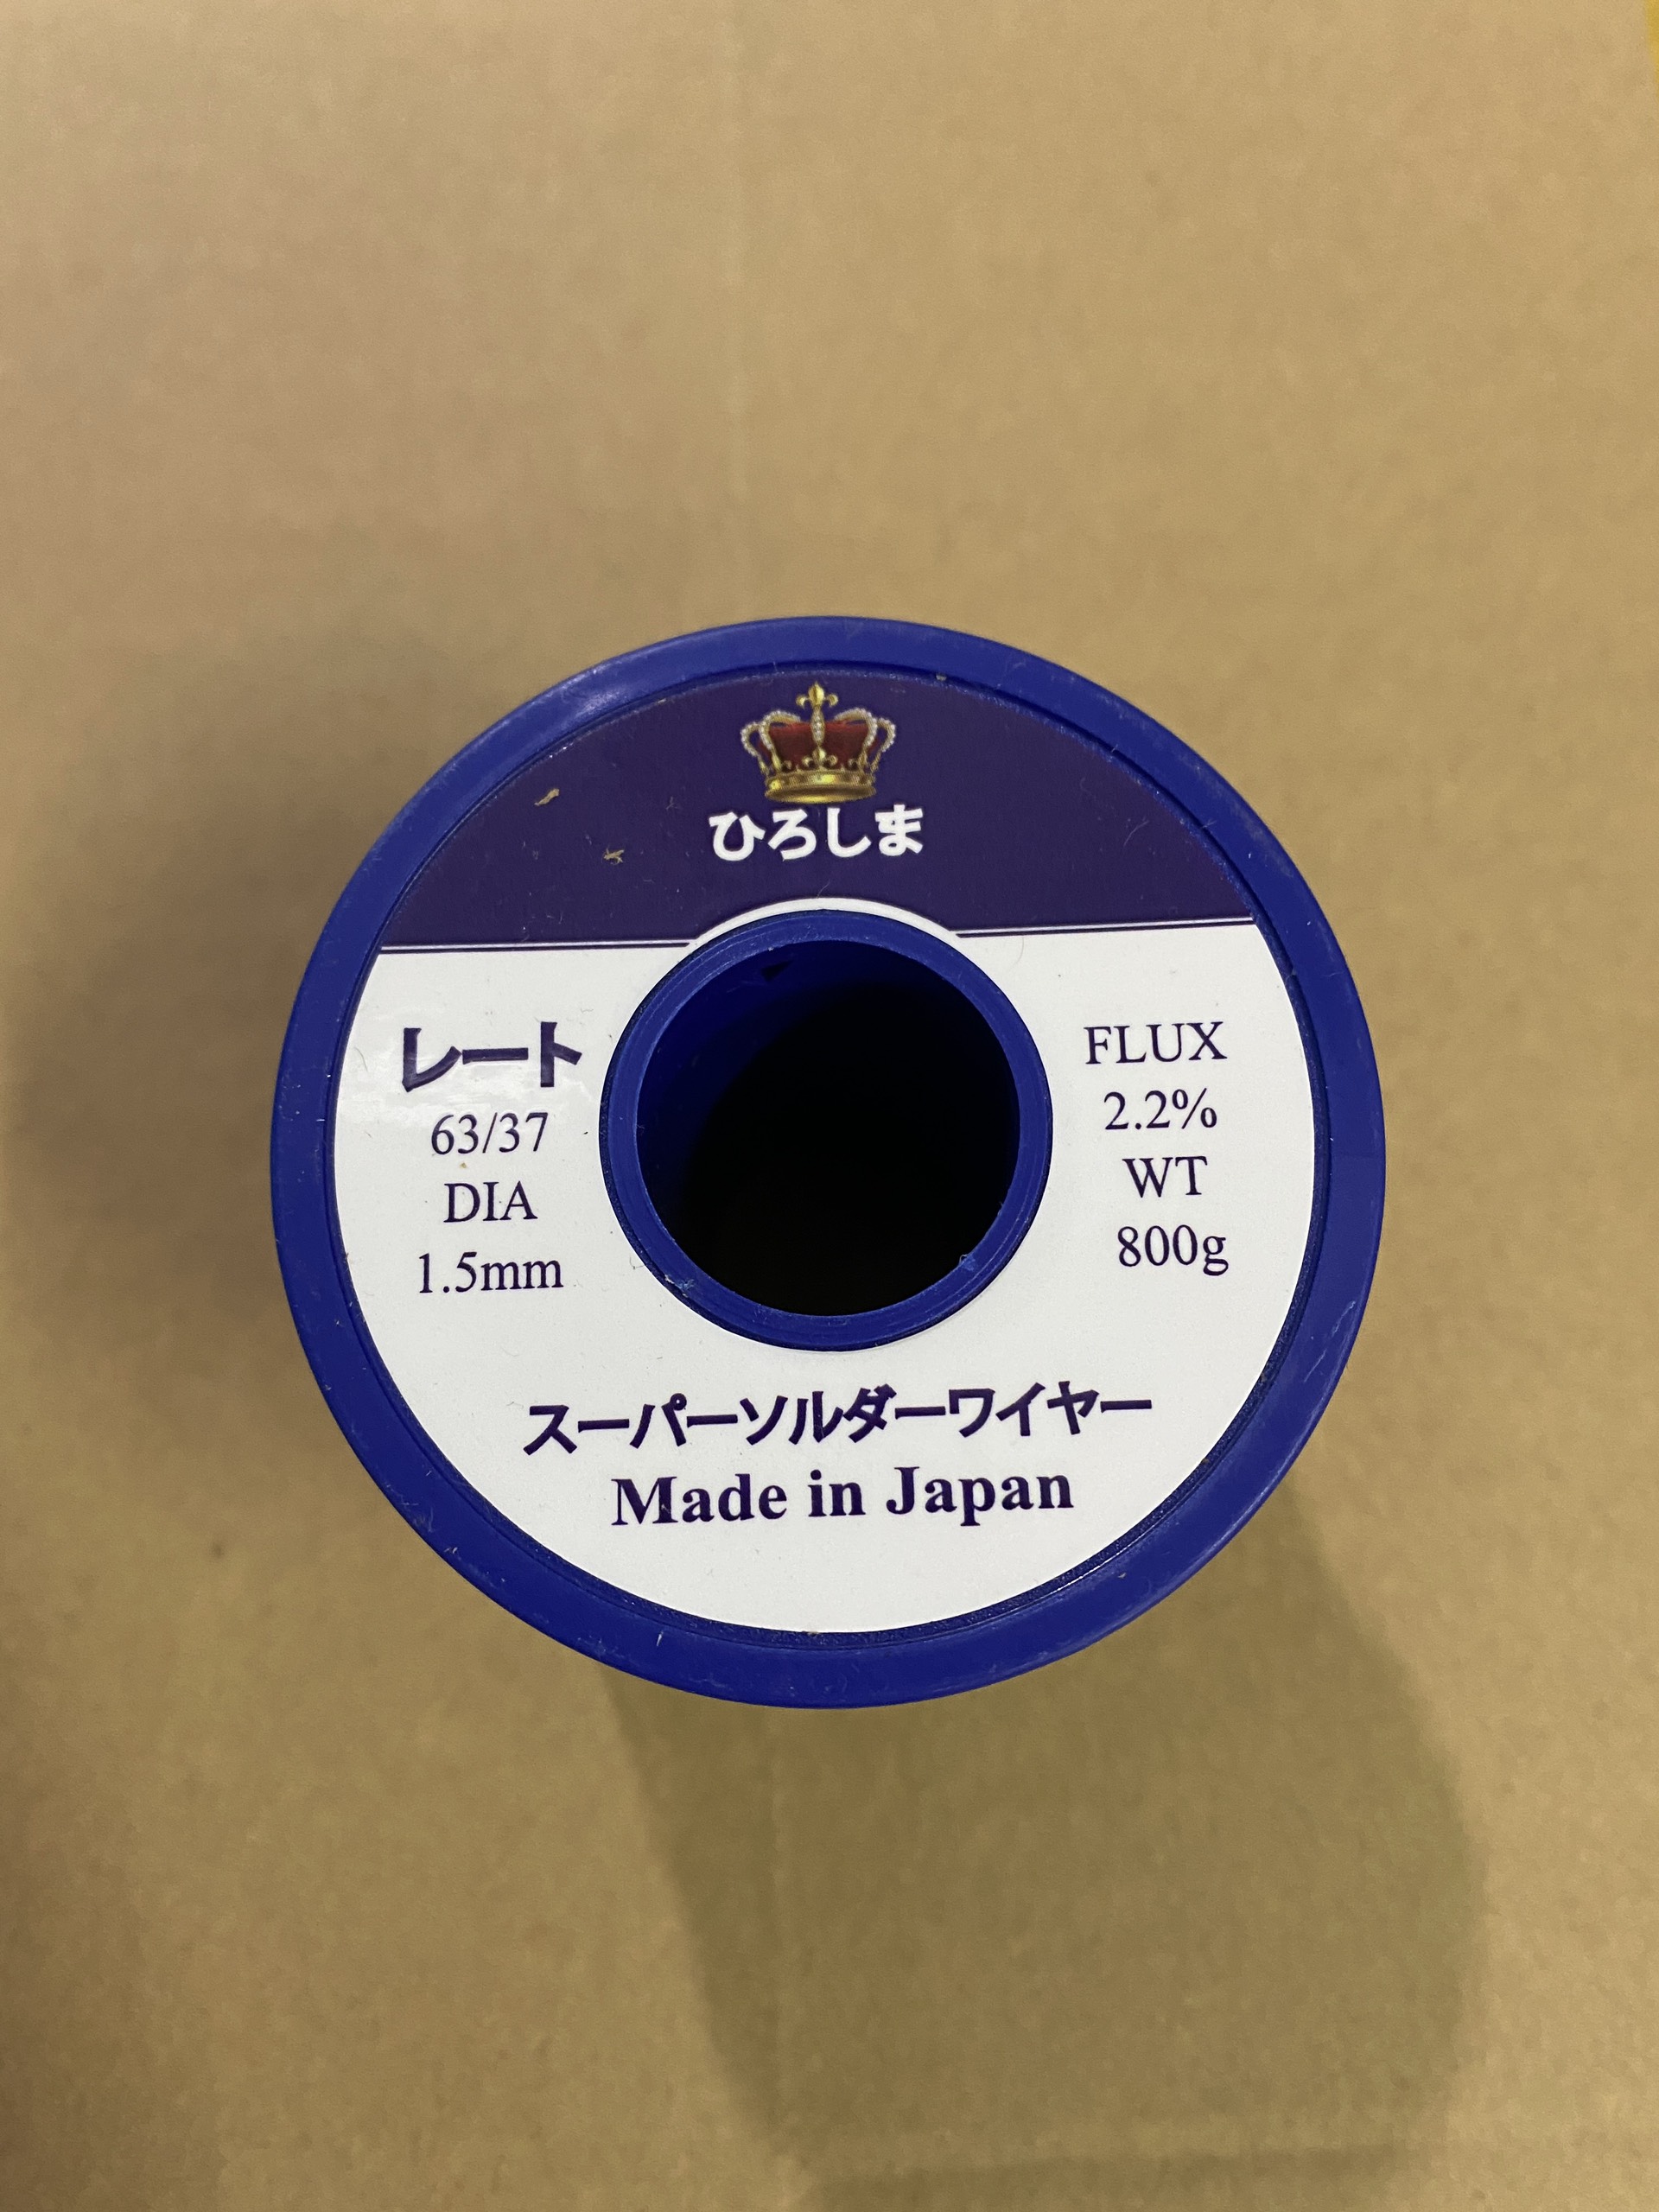 ひろしま
レート
63/37
DIA
1.5mm
FLUX
2.2%
WT
800g
スーパーソルダーワイヤー
Made in Japan